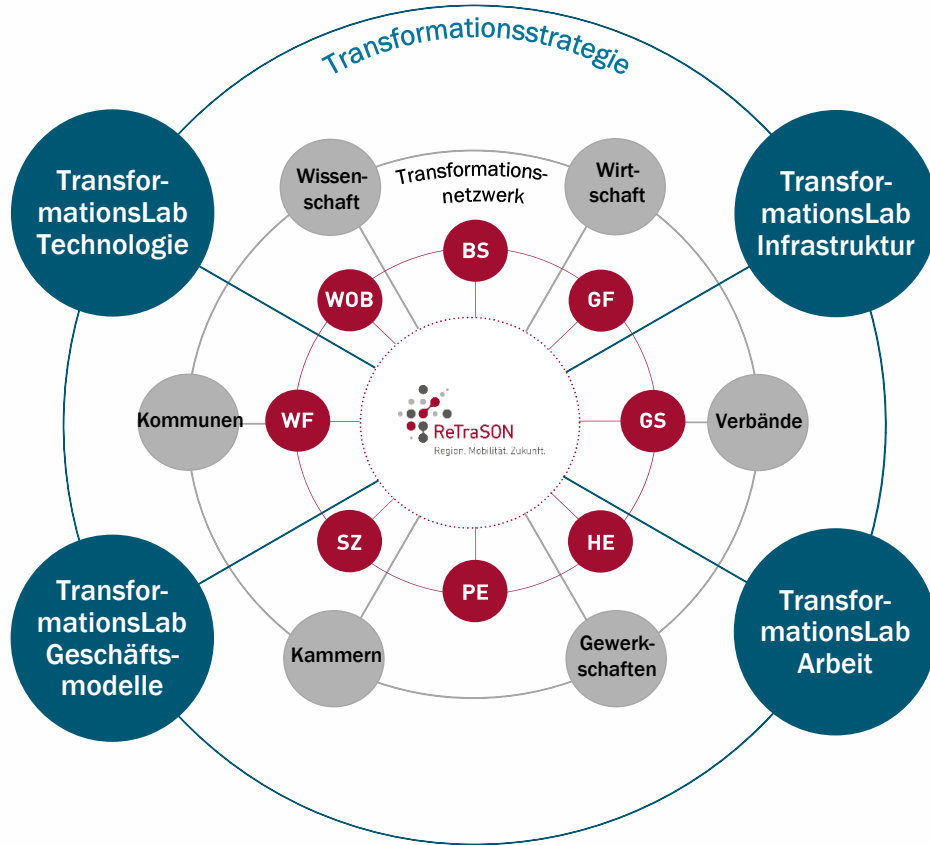 Transformationsstrategie
Transfor-
mationsLab
Technologie
Transfor-
mationsLab
Infrastruktur
Wissen-
schaft
Transformations-
netzwerk
Wirt-
schaft
BS
WOB
GF
Kommunen
WF
ReTraSON
Region. Mobilität. Zukunft.
GS
Verbände
SZ
HE
PE
Transfor-
mationsLab
Geschäfts-
modelle
Kammern
Gewerk-
schaften
Transfor-
mationsLab
Arbeit